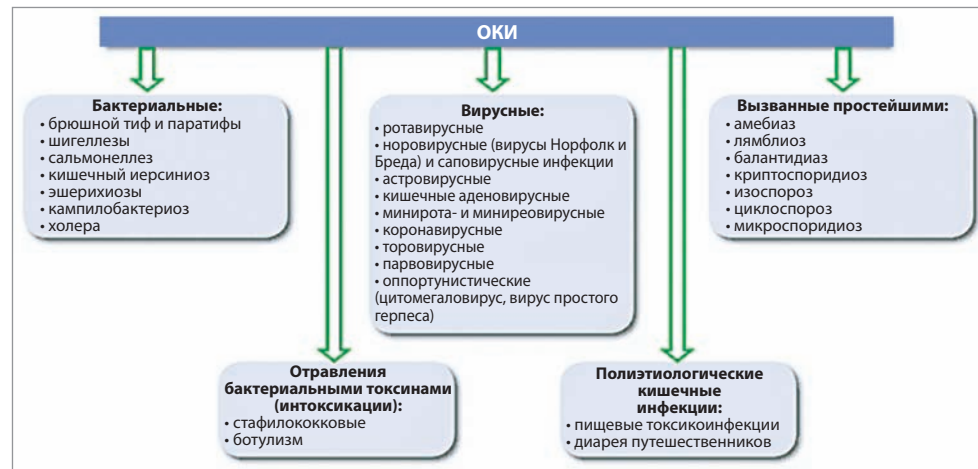 ОКИ
Бактериальные:
• брюшной тиф и паратифы
• шигеллезы
• сальмонеллез
• кишечный иерсиниоз
• эшерихиозы
• кампилобактериоз
• холера
Вирусные:
• ротавирусные
• норовирусные (вирусы Норфолк и
Бреда) и саповирусные инфекции
• астровирусные
• кишечные аденовирусные
• минирота- и миниреовирусные
• коронавирусные
• торовирусные
• парвовирусные
• оппортунистические
(цитомегаловирус, вирус простого
герпеса)
Вызванные простейшими:
• амебиаз
• лямблиоз
• балантидиаз
• криптоспоридиоз
• изоспороз
• циклоспороз
• микроспоридиоз
Отравления
бактериальными токсинами
(интоксикации):
• стафилококковые
• ботулизм
Полиэтиологические
кишечные
инфекции:
• пищевые токсикоинфекции
• диарея путешественников